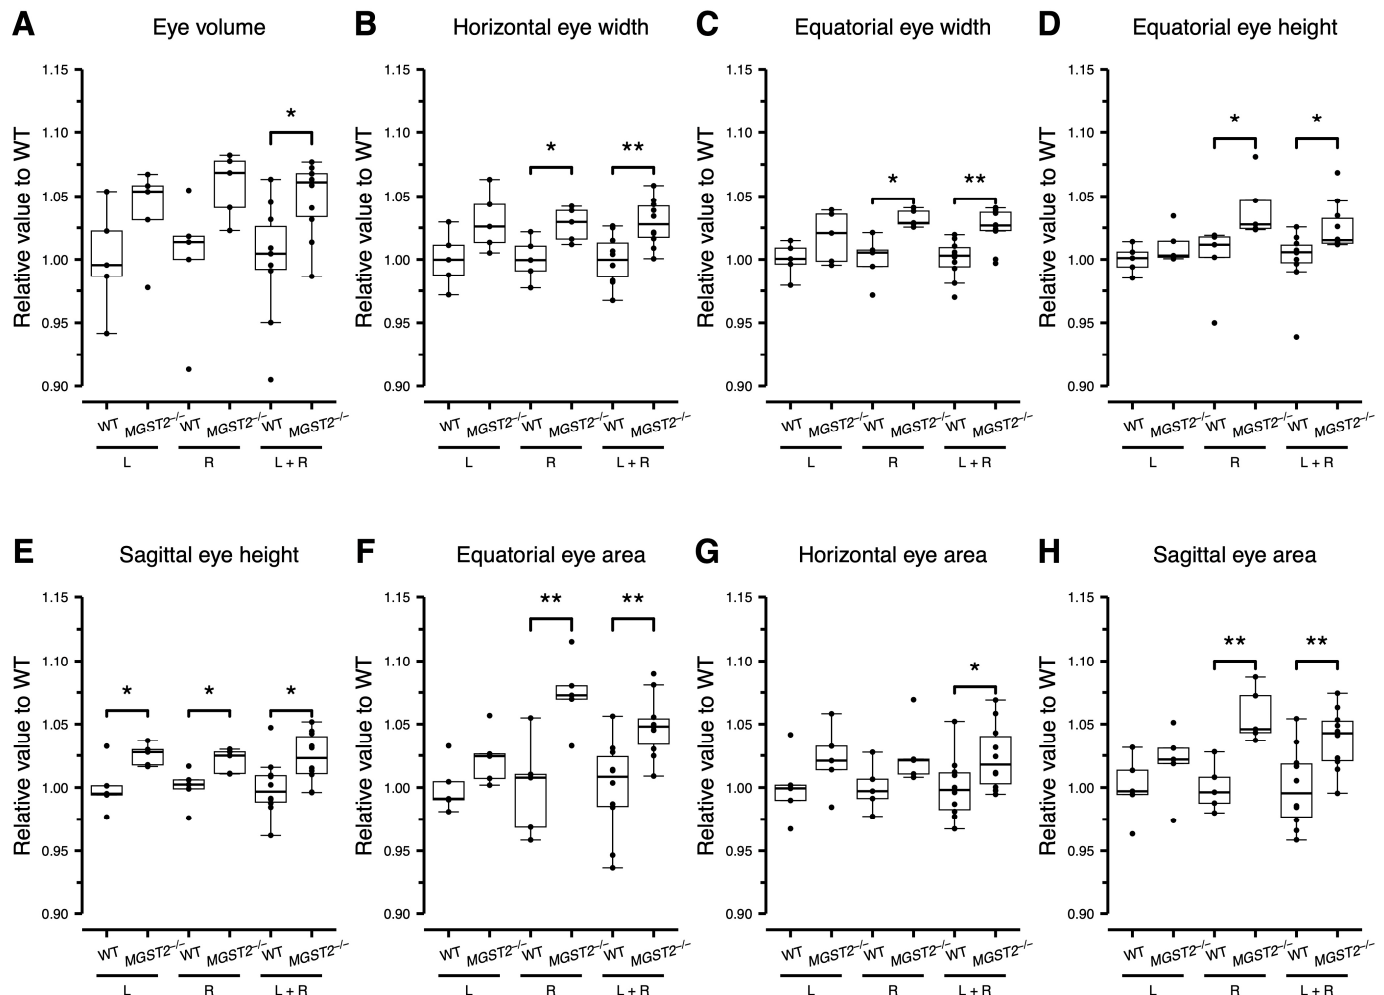 A Eye volume
Relative value to WT
1.15
*
1.10
1.05
1.00
0.95
0.90
WT MGST2−/− WT MGST2−/− WT MGST2−/−
L R L + R
B Horizontal eye width
Relative value to WT
1.15
* **
1.10
1.05
1.00
0.95
0.90
WT MGST2−/− WT MGST2−/− WT MGST2−/−
L R L + R
C Equatorial eye width
Relative value to WT
1.15
1.10
* **
1.05
1.00
0.95
0.90
WT MGST2−/− WT MGST2−/− WT MGST2−/−
L R L + R
D Equatorial eye height
Relative value to WT
1.15
* *
1.10
1.05
1.00
0.95
0.90
WT MGST2−/− WT MGST2−/− WT MGST2−/−
L R L + R
E Sagittal eye height
Relative value to WT
1.15
1.10
* * *
1.05
1.00
0.95
0.90
WT MGST2−/− WT MGST2−/− WT MGST2−/−
L R L + R
F Equatorial eye area
Relative value to WT
1.15
** **
1.10
1.05
1.00
0.95
0.90
WT MGST2−/− WT MGST2−/− WT MGST2−/−
L R L + R
G Horizontal eye area
Relative value to WT
1.15
1.10
*
1.05
1.00
0.95
0.90
WT MGST2−/− WT MGST2−/− WT MGST2−/−
L R L + R
H Sagittal eye area
Relative value to WT
1.15
** **
1.10
1.05
1.00
0.95
0.90
WT MGST2−/− WT MGST2−/− WT MGST2−/−
L R L + R